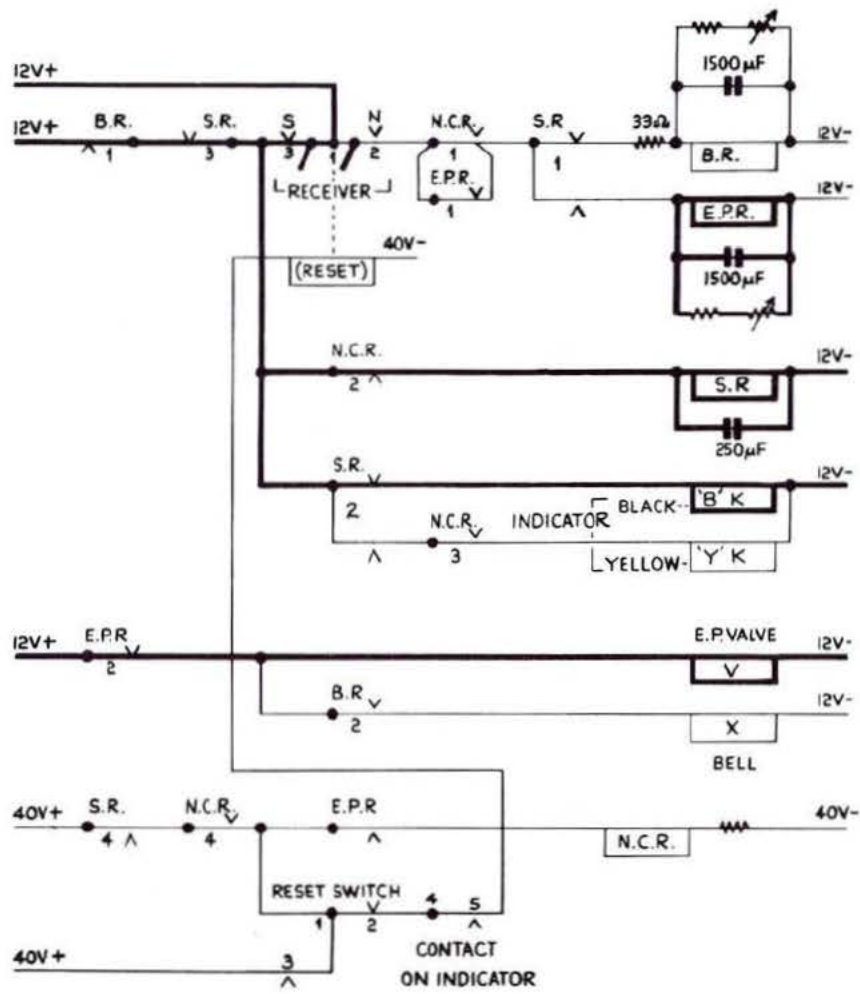 1500µF
12V+
12V+ B.R. S.R. S N N.C.R. S.R 33Ω 12V-
1 3 3 1 2 1 1 B.R.
RECEIVER E.P.R. 12V-
1 E.P.R.
40V-
(RESET) 1500µF
N.C.R. 12V-
2 S.R
250µF
S.R. 12V-
2 BLACK 'B' K
N.C.R. INDICATOR
3 YELLOW 'Y' K
12V+ E.P.R E.P.VALVE 12V-
2 V
B.R 12V-
2 X
BELL
40V+ S.R. N.C.R. E.P.R 40V-
4 4 N.C.R.
RESET SWITCH 4 S
1 2
40V+ 3 CONTACT
ON INDICATOR